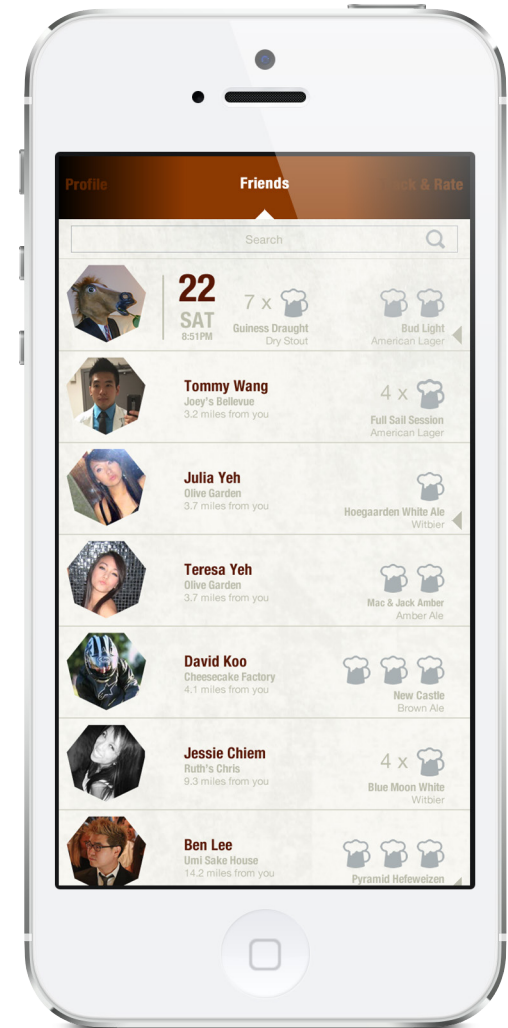 Profile
Friends
& Rate
Search
22
SAT
8:51PM
7 x
Guiness Draught
Dry Stout
Bud Light
American Lager
Tommy Wang
Joey's Bellevue
3.2 miles from you
4 x
Full Sail Session
American Lager
Julia Yeh
Olive Garden
3.7 miles from you
Hoegaarden White Ale
Witbier
Teresa Yeh
Olive Garden
3.7 miles from you
Mac & Jack Amber
Amber Ale
David Koo
Cheesecake Factory
4.1 miles from you
New Castle
Brown Ale
Jessie Chiem
Ruth's Chris
9.3 miles from you
4 x
Blue Moon White
Witbier
Ben Lee
Umi Sake House
14.2 miles from you
Pyramid Hefeweizen